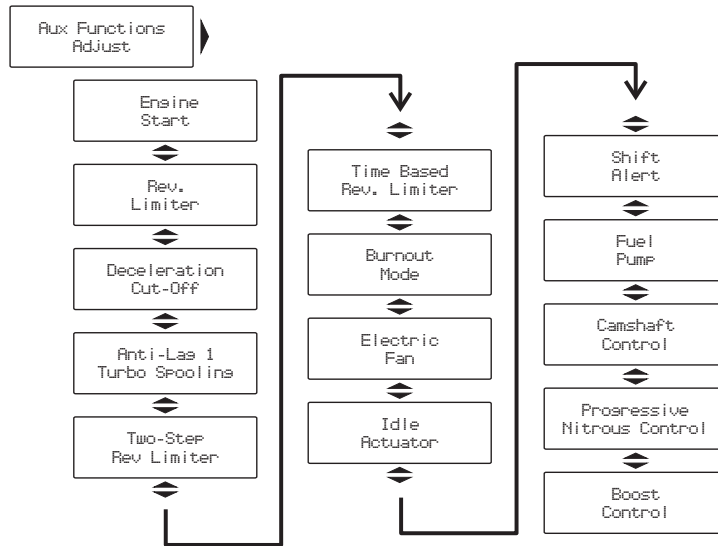 Aux Functions
Adjust
Engine
Start
Rev.
Limiter
Deceleration
Cut-Off
Anti-Lag 1
Turbo Spooling
Two-Step
Rev Limiter
Time Based
Rev. Limiter
Burnout
Mode
Electric
Fan
Idle
Actuator
Shift
Alert
Fuel
Pump
Camshaft
Control
Progressive
Nitrous Control
Boost
Control